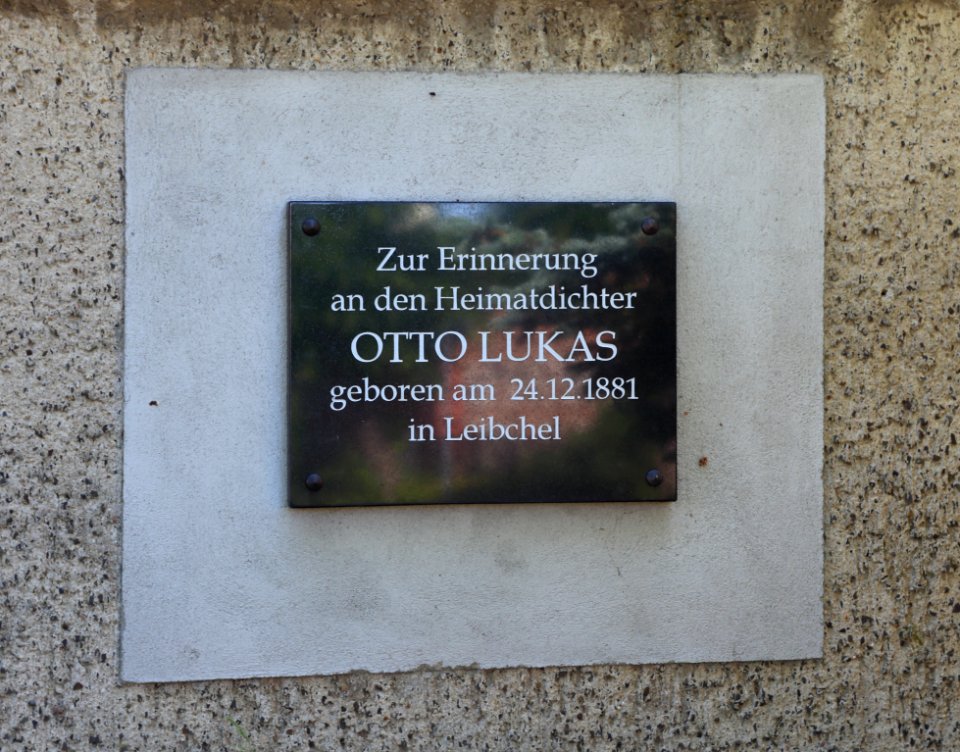 Zur Erinnerung
an den Heimatdichter
OTTO LUKAS
geboren am 24.12.1881
in Leibchel